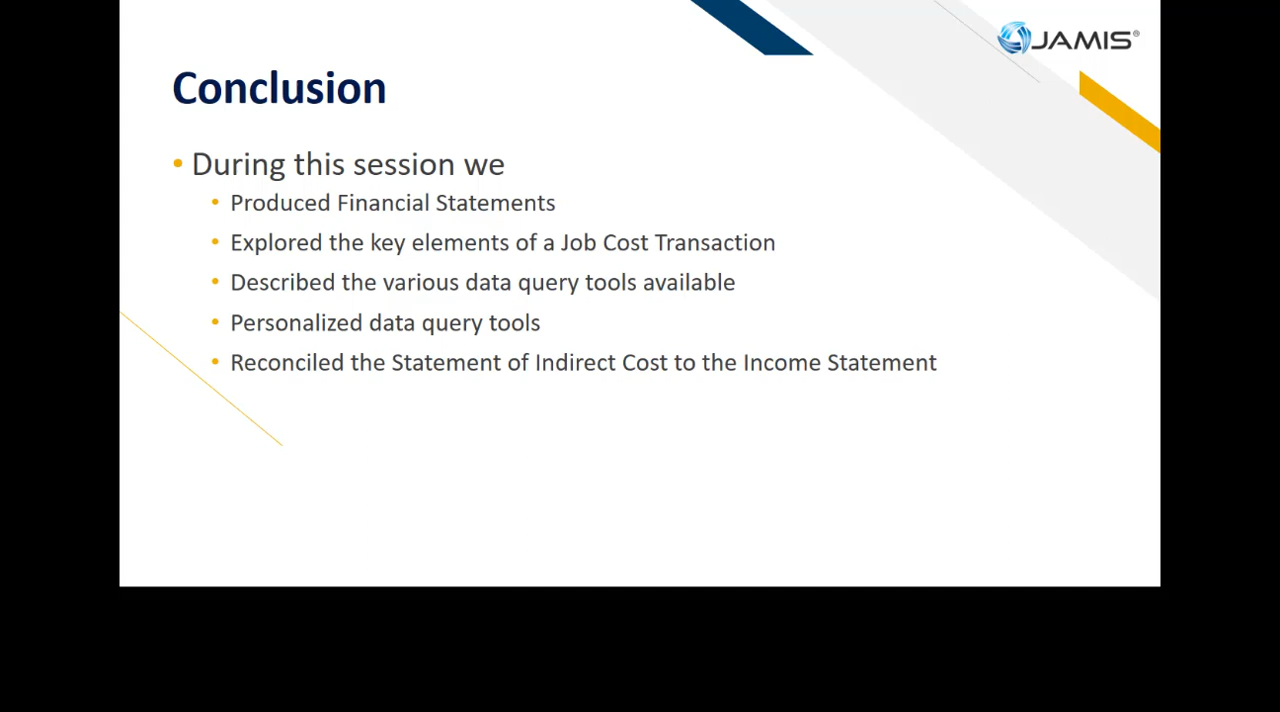 JAMIS®
Conclusion
• During this session we
• Produced Financial Statements
• Explored the key elements of a Job Cost Transaction
• Described the various data query tools available
• Personalized data query tools
• Reconciled the Statement of Indirect Cost to the Income Statement